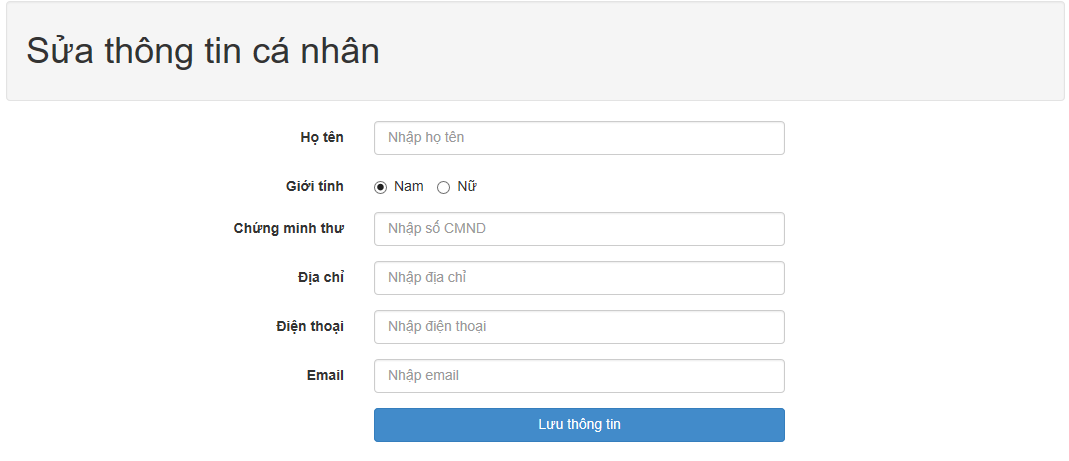 Sửa thông tin cá nhân
Họ tên Nhập họ tên
Giới tính Nam Nữ
Chứng minh thư Nhập số CMND
Địa chỉ Nhập địa chỉ
Điện thoại Nhập điện thoại
Email Nhập email
Lưu thông tin